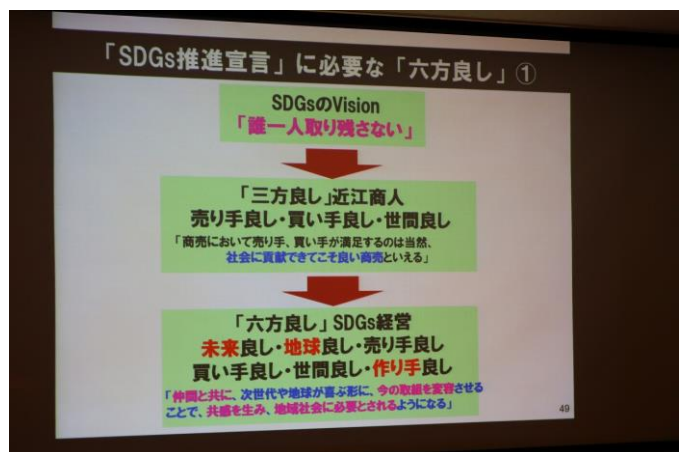 「SDGs推進宣言」に必要な「六方良し」①
SDGsのVision
「誰一人取り残さない」
「三方良し」近江商人
売り手良し・買い手良し・世間良し
「商売において売り手、買い手が満足するのは当然、
社会に貢献できてこそ良い商売といえる」
「六方良し」SDGs経営
未来良し・地球良し・売り手良し
買い手良し・世間良し・作り手良し
「仲間と共に、次世代や地球が喜ぶ形に、今の取組を変容させる
ことで、共感を生み、地域社会に必要とされるようになる」
49